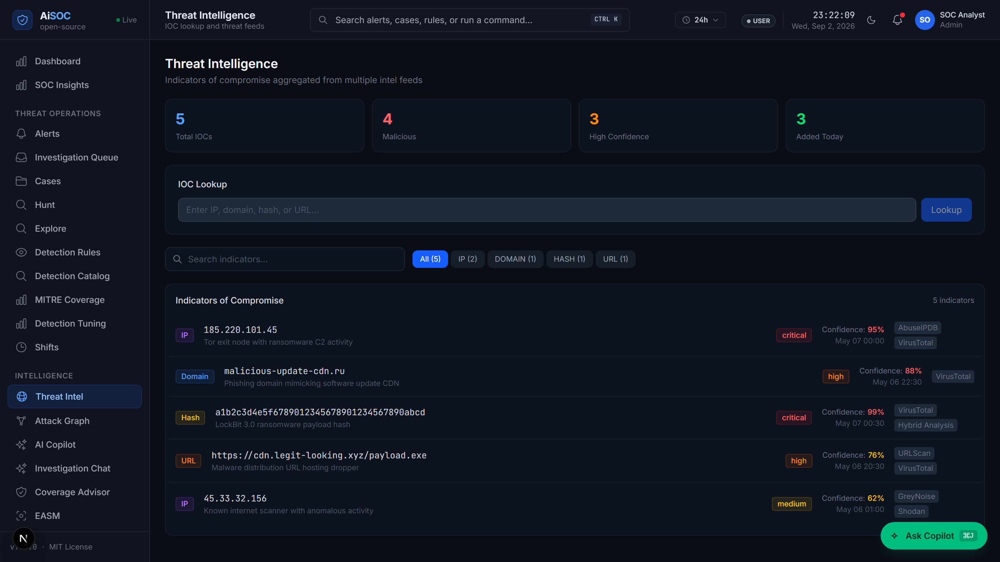 AiSOC
open-source
Live
Threat Intelligence
IOC lookup and threat feeds
Search alerts, cases, rules, or run a command...
CTRL K
24h
USER
23:22:09
Wed, Sep 2, 2026
SO
SOC Analyst
Admin
Dashboard
SOC Insights
THREAT OPERATIONS
Alerts
Investigation Queue
Cases
Hunt
Explore
Detection Rules
Detection Catalog
MITRE Coverage
Detection Tuning
Shifts
INTELLIGENCE
Threat Intel
Attack Graph
AI Copilot
Investigation Chat
Coverage Advisor
EASM
N
· MIT License
Threat Intelligence
Indicators of compromise aggregated from multiple intel feeds
5
Total IOCs
4
Malicious
3
High Confidence
3
Added Today
IOC Lookup
Enter IP, domain, hash, or URL...
Lookup
Search indicators...
All (5)
IP (2)
DOMAIN (1)
HASH (1)
URL (1)
Indicators of Compromise
5 indicators
IP
185.220.101.45
Tor exit node with ransomware C2 activity
critical
Confidence: 95%
May 07 00:00
AbuseIPDB
VirusTotal
Domain
malicious-update-cdn.ru
Phishing domain mimicking software update CDN
high
Confidence: 88%
May 06 22:30
VirusTotal
Hash
a1b2c3d4e5f6789012345678901234567890abcd
LockBit 3.0 ransomware payload hash
critical
Confidence: 99%
May 07 00:30
VirusTotal
Hybrid Analysis
URL
https://cdn.legit-looking.xyz/payload.exe
Malware distribution URL hosting dropper
high
Confidence: 76%
May 06 20:30
URLScan
VirusTotal
IP
45.33.32.156
Known internet scanner with anomalous activity
medium
Confidence: 62%
May 06 01:00
GreyNoise
Shodan
Ask Copilot
⌘J